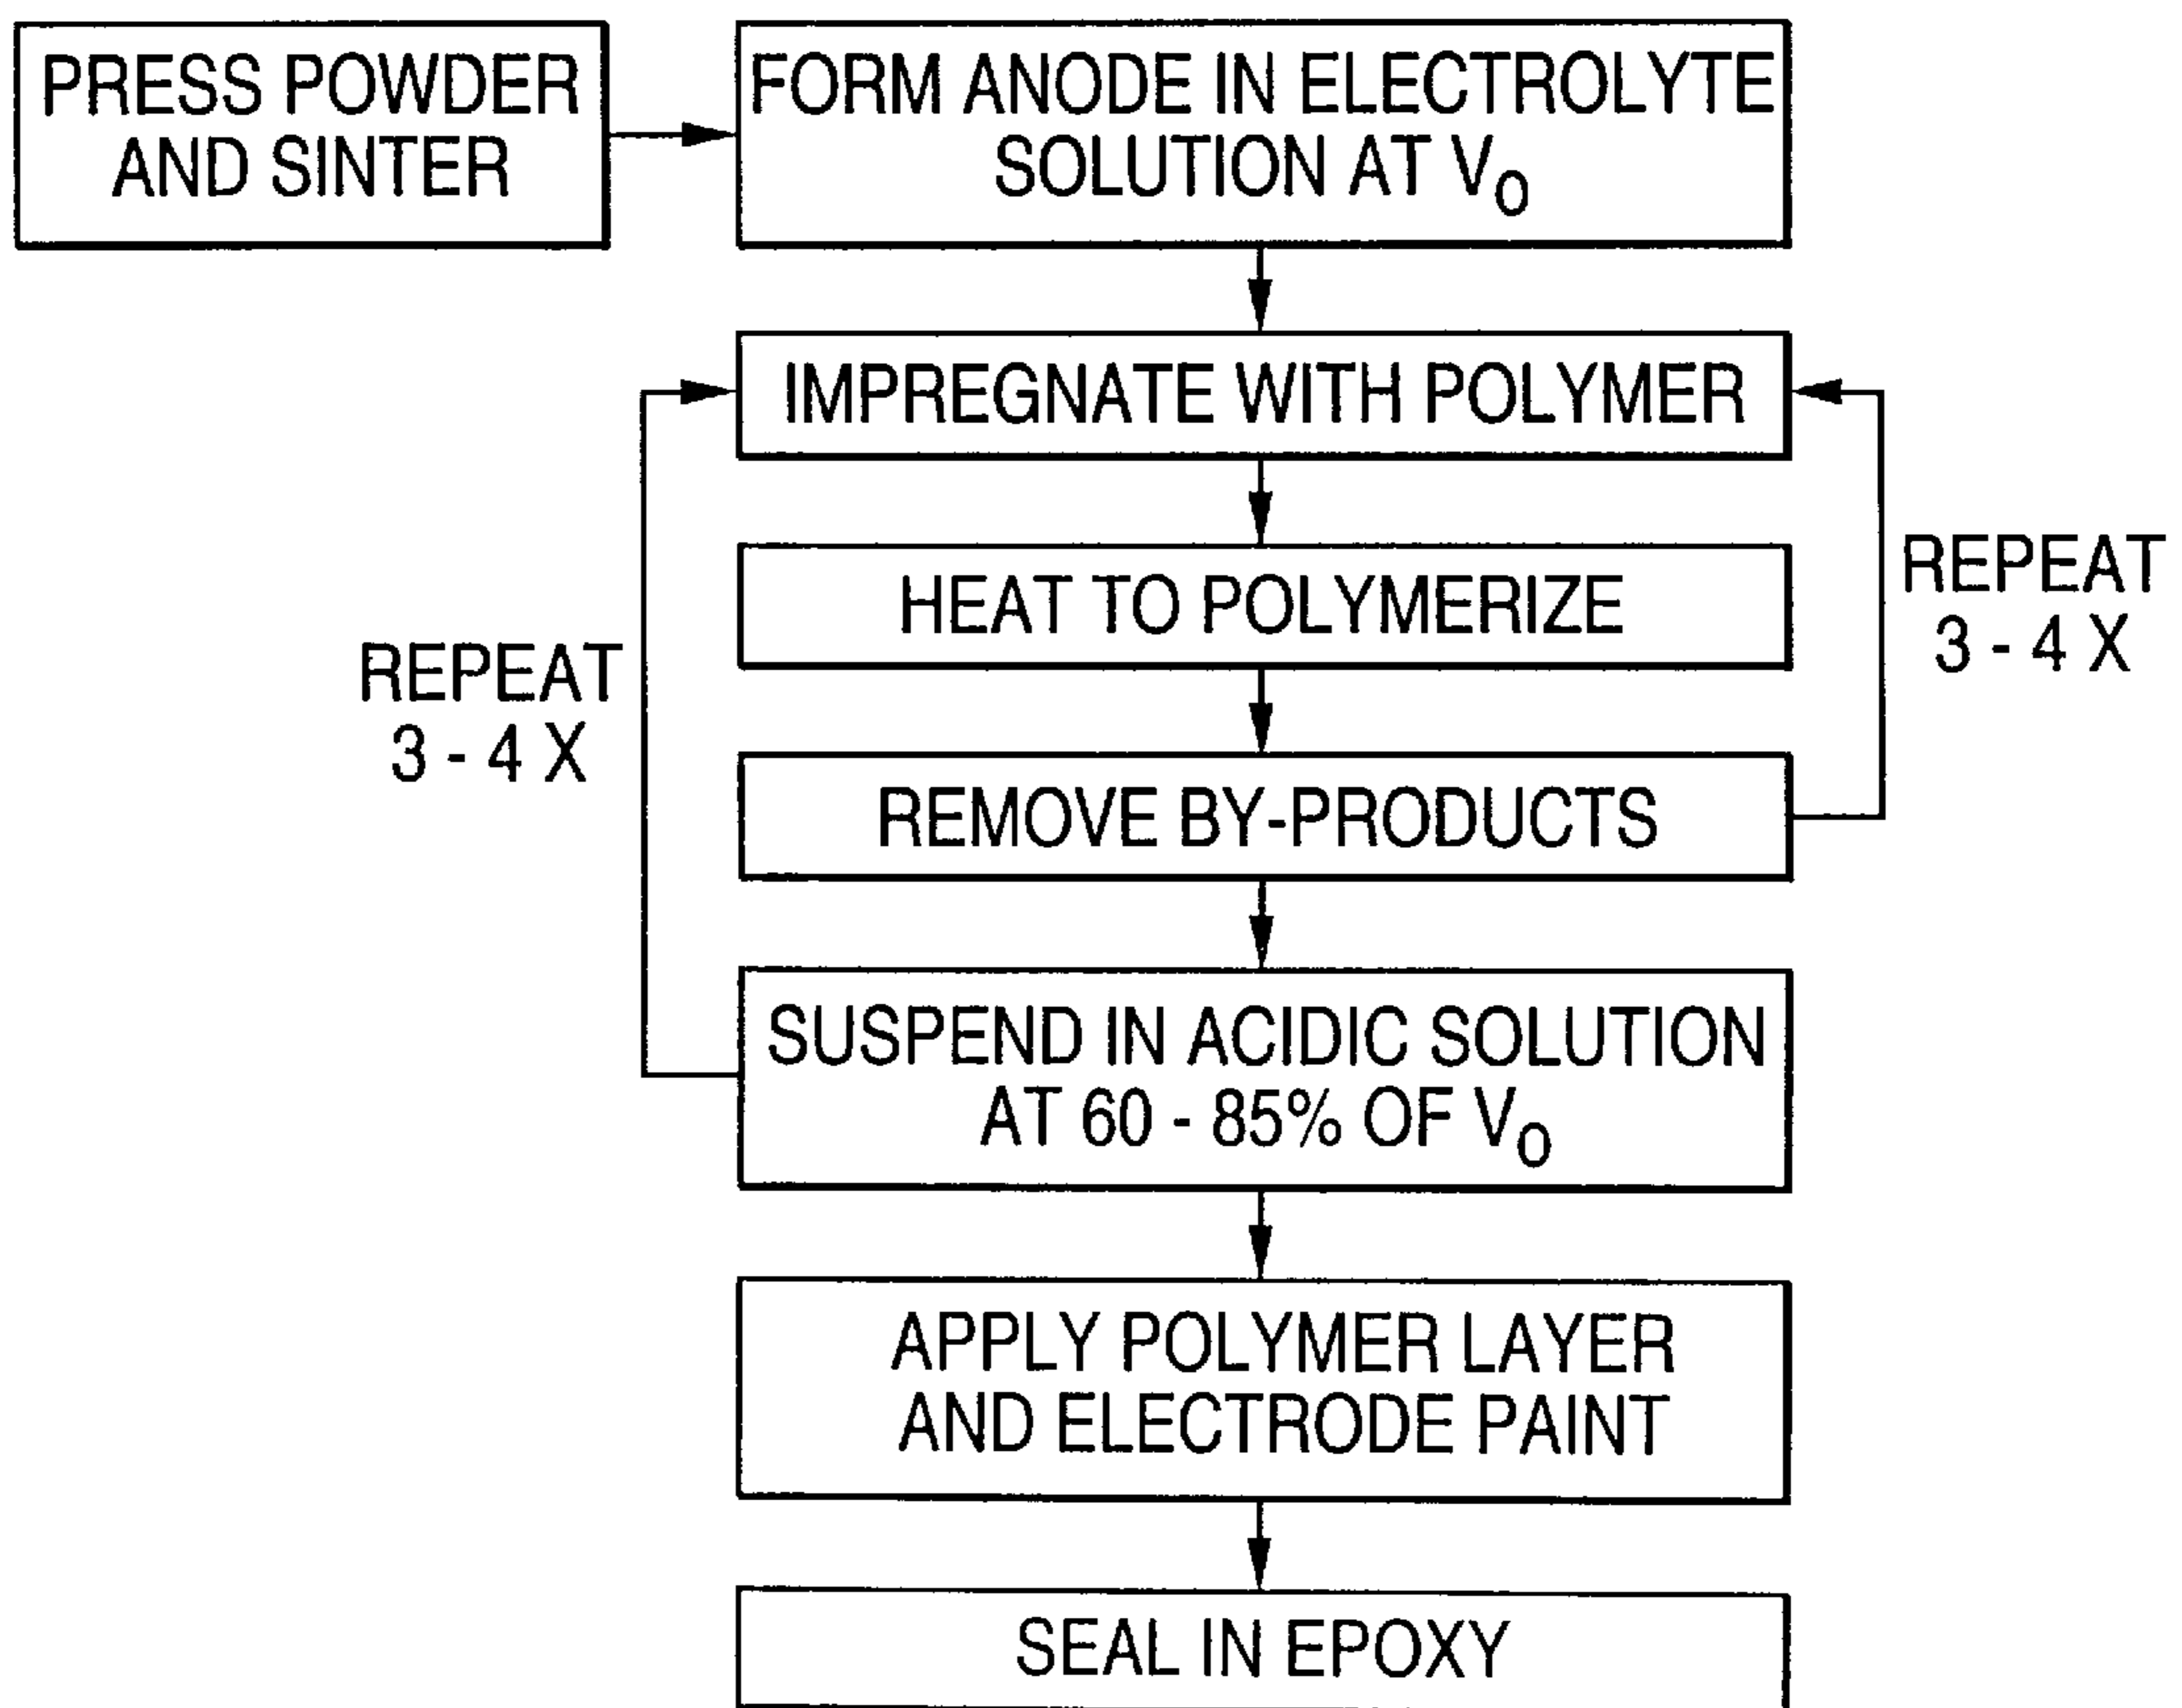 PRESS POWDER
AND SINTER
FORM ANODE IN ELECTROLYTE
SOLUTION AT V0
IMPREGNATE WITH POLYMER
HEAT TO POLYMERIZE
REPEAT
3 - 4 X
REPEAT
3 - 4 X
REMOVE BY-PRODUCTS
SUSPEND IN ACIDIC SOLUTION
AT 60 - 85% OF V0
APPLY POLYMER LAYER
AND ELECTRODE PAINT
SEAL IN EPOXY